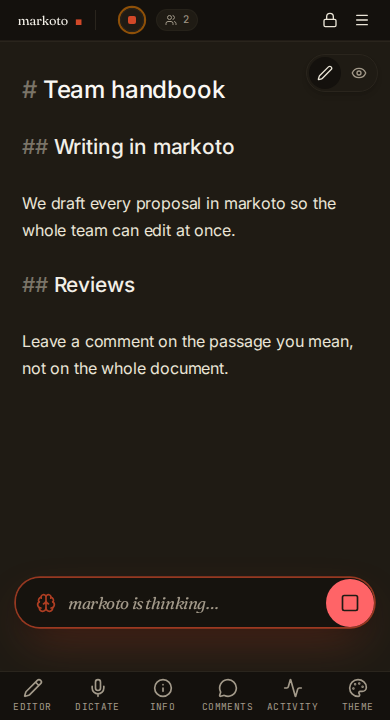 markoto
2
# Team handbook
## Writing in markoto
We draft every proposal in markoto so the
whole team can edit at once.
## Reviews
Leave a comment on the passage you mean,
not on the whole document.
markoto is thinking...
EDITOR DICTATE INFO COMMENTS ACTIVITY THEME